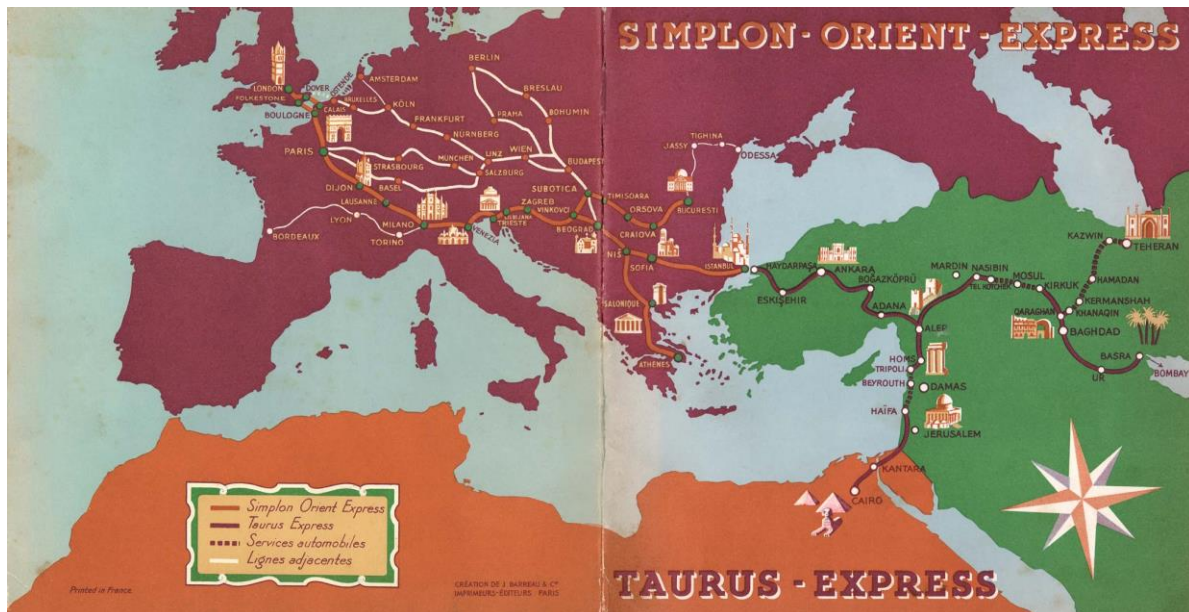 SIMPLON-ORIENT-EXPRESS
BERLIN
AMSTERDAM
BRESLAU
LONDON
DOVER
OSTENDE
FOLKESTONE
CALAIS
BRUXELLES
KÖLN
PRAHA
BOHUMIN
BOULOGNE
FRANKFURT
NÜRNBERG
TIGHINA
JASSY
ODESSA
PARIS
STRASBOURG
MÜNCHEN
LINZ
WIEN
BUDAPEST
SALZBURG
DIJON
BASEL
SUBOTICA
TIMISOARA
LAUSANNE
ZAGREB
VINKOVCI
ORSOVA
BUCURESTI
LYON
MILANO
VENEZIA
LJUBLJANA
TRIESTE
BEOGRAD
CRAIOVA
BORDEAUX
TORINO
NIŠ
SOFIA
ISTANBUL
HAYDARPAŞA
ANKARA
ESKIŞEHIR
BOĞAZKÖPRÜ
ADANA
MARDIN
NASIBIN
TEL KOTCHEK
MOSUL
KIRKUK
KAZWIN
TEHERAN
HAMADAN
KERMANSHAH
KHANAQIN
QARAGHAN
BAGHDAD
SALONIQUE
ATHENES
ALEP
HOMS
TRIPOLI
BEYROUTH
DAMAS
BASRA
UR
BOMBAY
HAÏFA
JERUSALEM
KANTARA
CAIRO
Simplon Orient Express
Taurus Express
Services automobiles
Lignes adjacentes
Printed in France
CRÉATION DE J. BARREAU & Cie
IMPRIMEURS-ÉDITEURS PARIS
TAURUS-EXPRESS